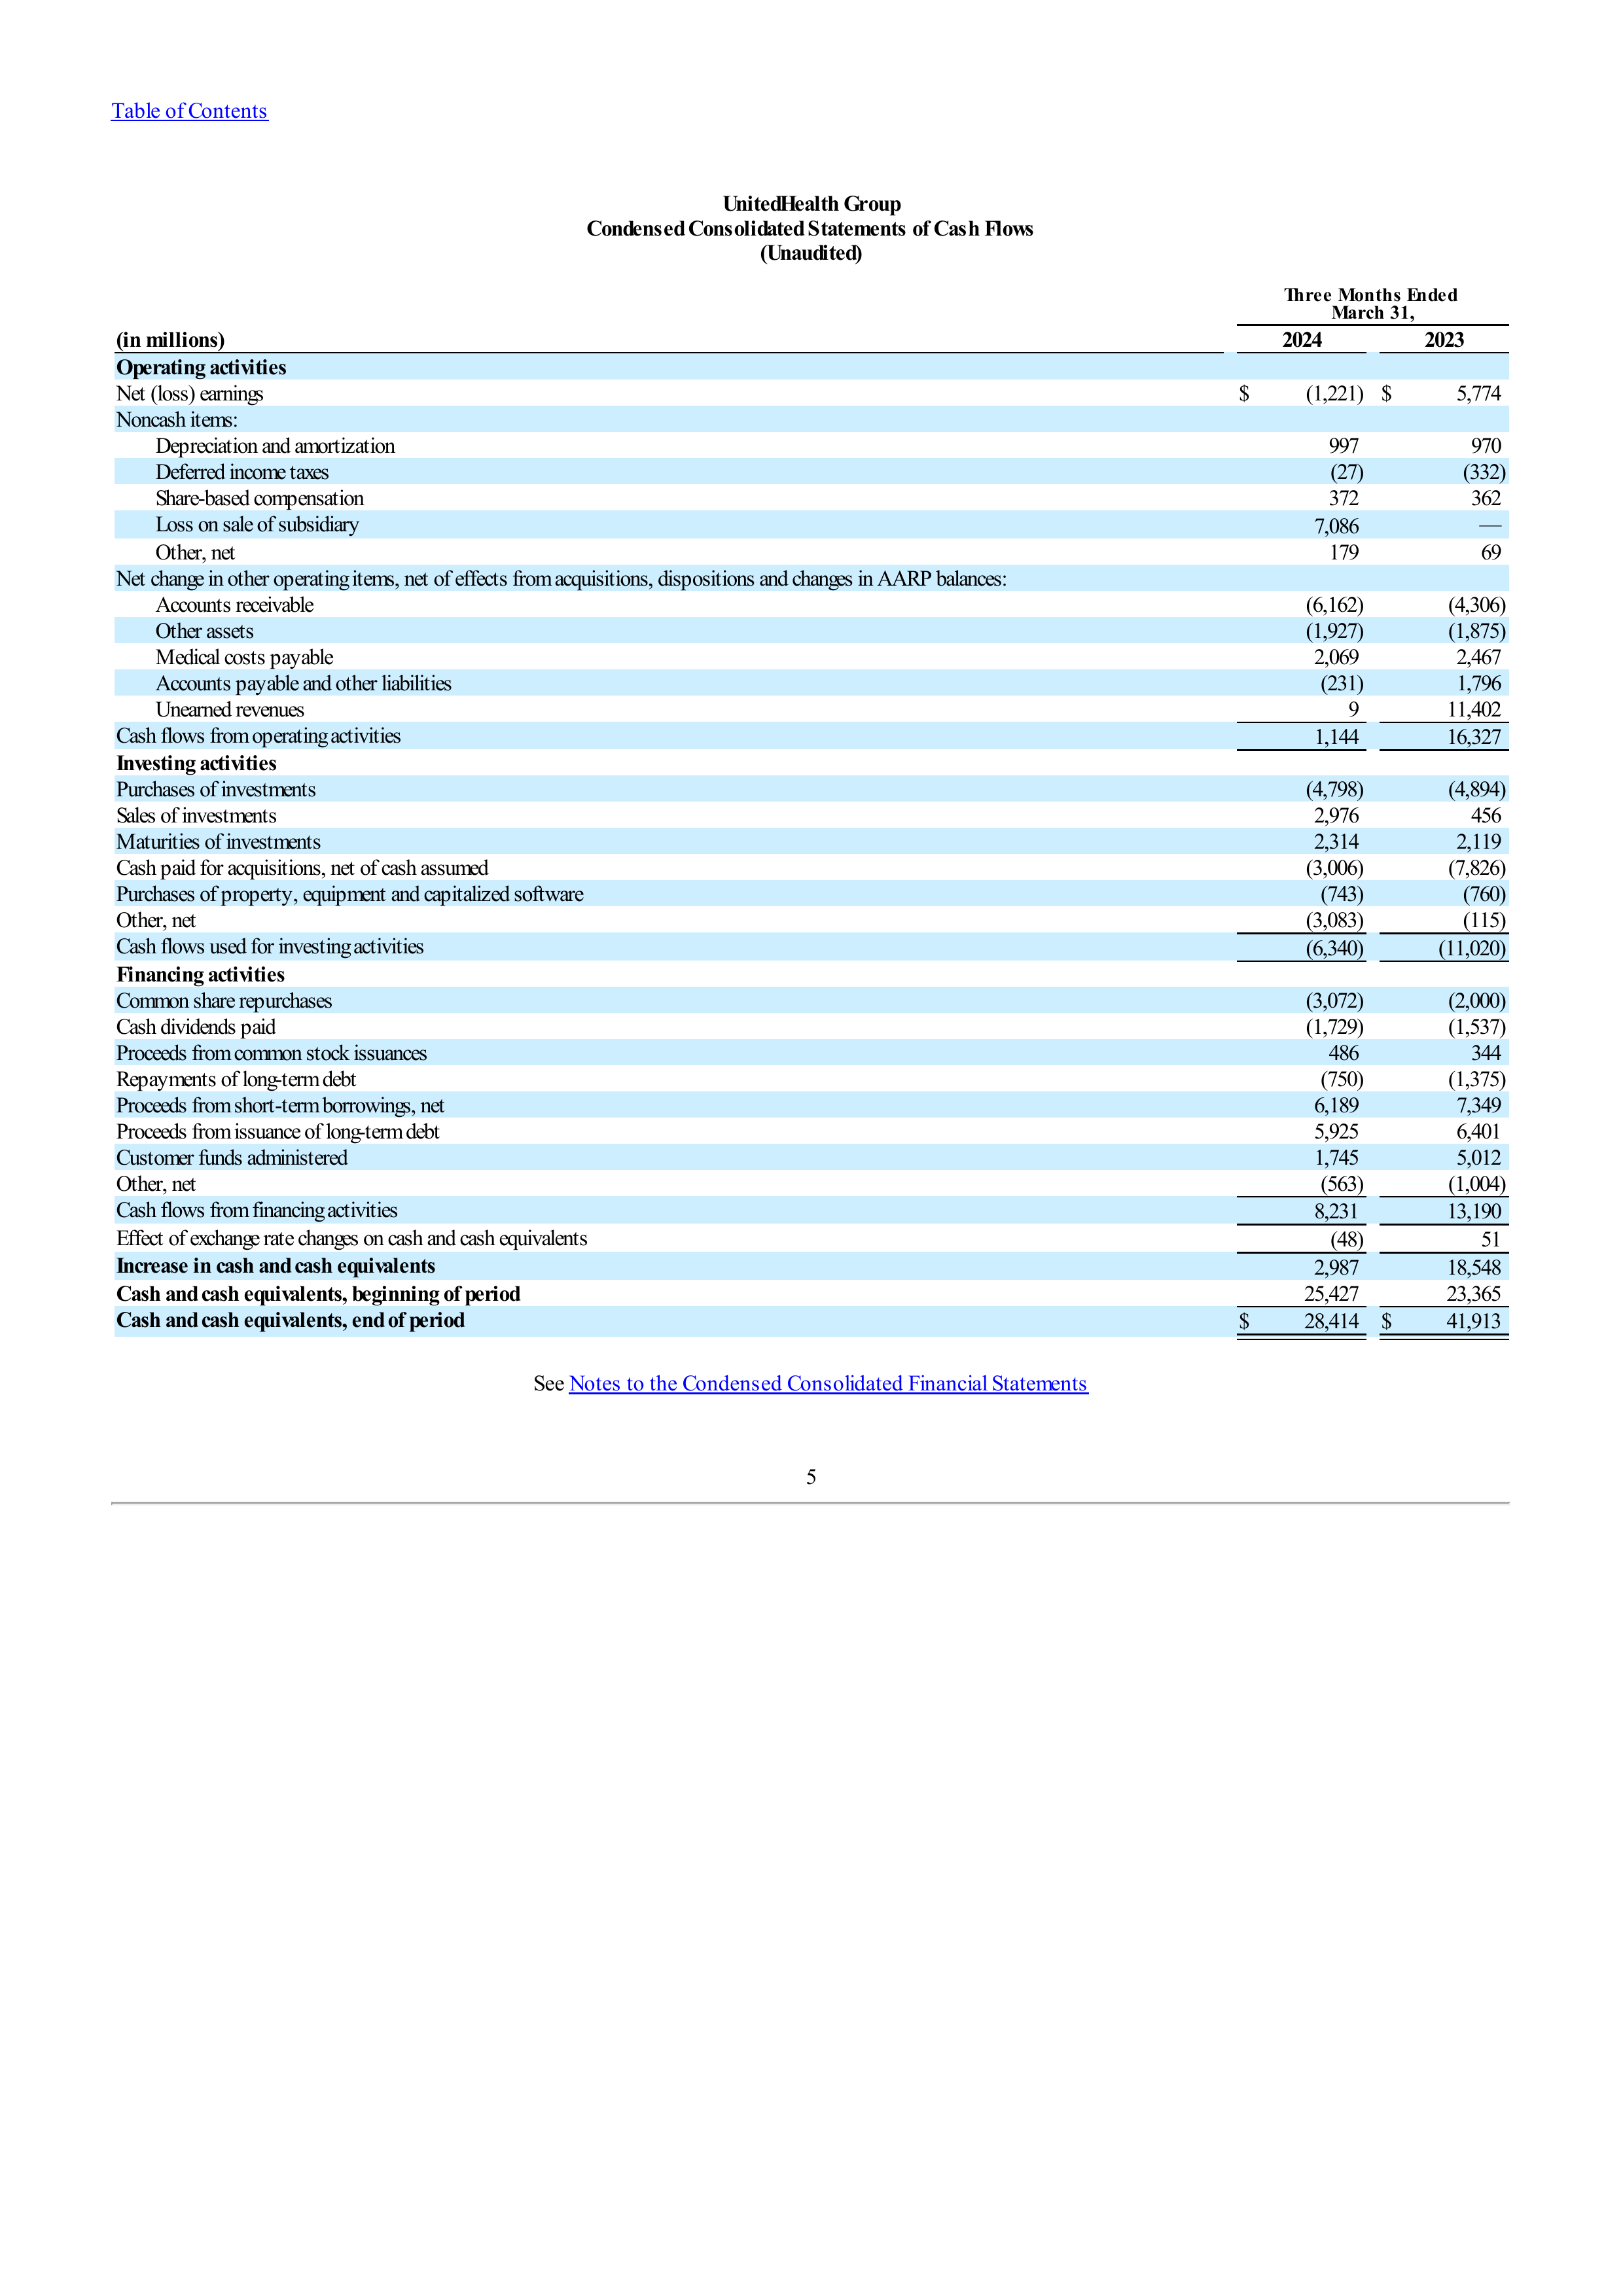 Table of Contents
UnitedHealth Group
Condensed Consolidated Statements of Cash Flows
(Unaudited)
Three Months Ended
March 31,
(in millions) 2024 2023
Operating activities
Net (loss) earnings $ (1,221) $ 5,774
Noncash items:
Depreciation and amortization 997 970
Deferred income taxes (27) (332)
Share-based compensation 372 362
Loss on sale of subsidiary 7,086 —
Other, net 179 69
Net change in other operating items, net of effects from acquisitions, dispositions and changes in AARP balances:
Accounts receivable (6,162) (4,306)
Other assets (1,927) (1,875)
Medical costs payable 2,069 2,467
Accounts payable and other liabilities (231) 1,796
Unearned revenues 9 11,402
Cash flows from operating activities 1,144 16,327
Investing activities
Purchases of investments (4,798) (4,894)
Sales of investments 2,976 456
Maturities of investments 2,314 2,119
Cash paid for acquisitions, net of cash assumed (3,006) (7,826)
Purchases of property, equipment and capitalized software (743) (760)
Other, net (3,083) (115)
Cash flows used for investing activities (6,340) (11,020)
Financing activities
Common share repurchases (3,072) (2,000)
Cash dividends paid (1,729) (1,537)
Proceeds from common stock issuances 486 344
Repayments of long-term debt (750) (1,375)
Proceeds from short-term borrowings, net 6,189 7,349
Proceeds from issuance of long-term debt 5,925 6,401
Customer funds administered 1,745 5,012
Other, net (563) (1,004)
Cash flows from financing activities 8,231 13,190
Effect of exchange rate changes on cash and cash equivalents (48) 51
Increase in cash and cash equivalents 2,987 18,548
Cash and cash equivalents, beginning of period 25,427 23,365
Cash and cash equivalents, end of period $ 28,414 $ 41,913
See Notes to the Condensed Consolidated Financial Statements
5